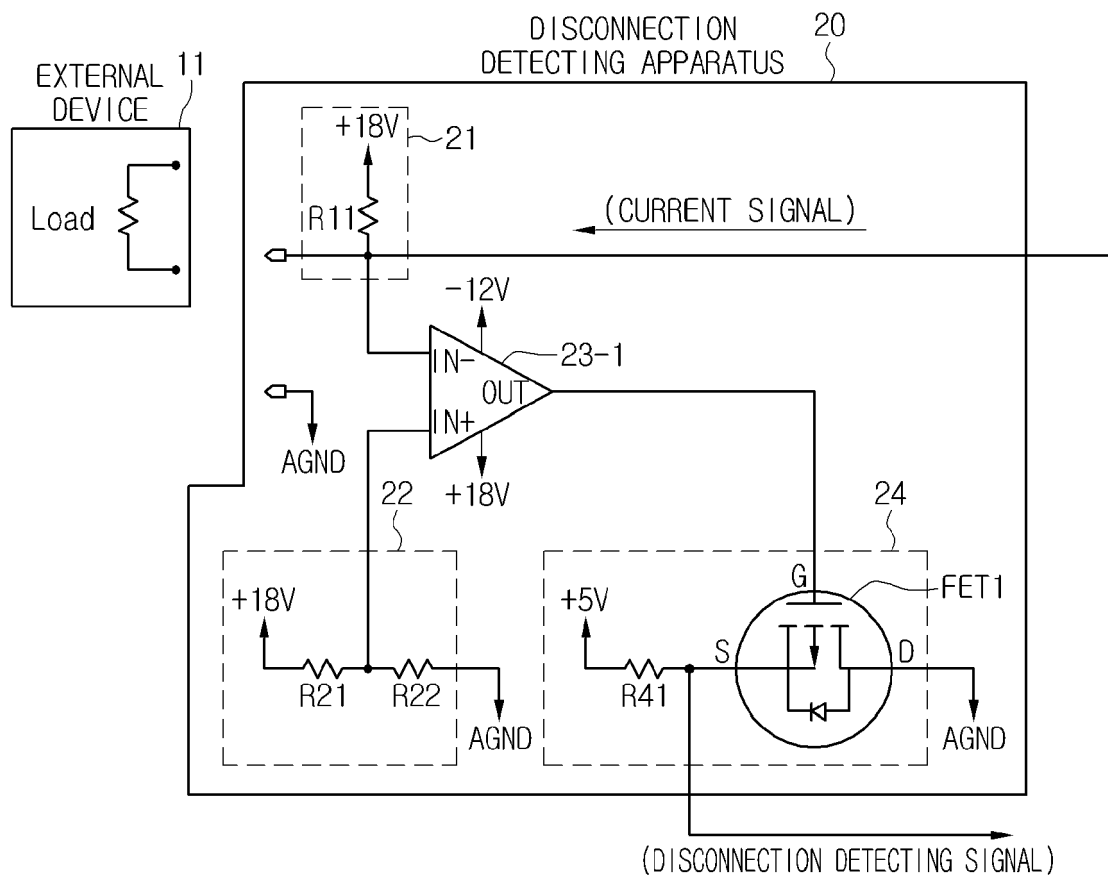 DISCONNECTION
DETECTING APPARATUS
20
EXTERNAL
DEVICE
11
+18V
21
Load
R11
(CURRENT SIGNAL)
-12V
IN-
OUT
IN+
23-1
AGND
+18V
22
24
+18V
R21
R22
AGND
+5V
G
FET1
S
D
R41
AGND
(DISCONNECTION DETECTING SIGNAL)